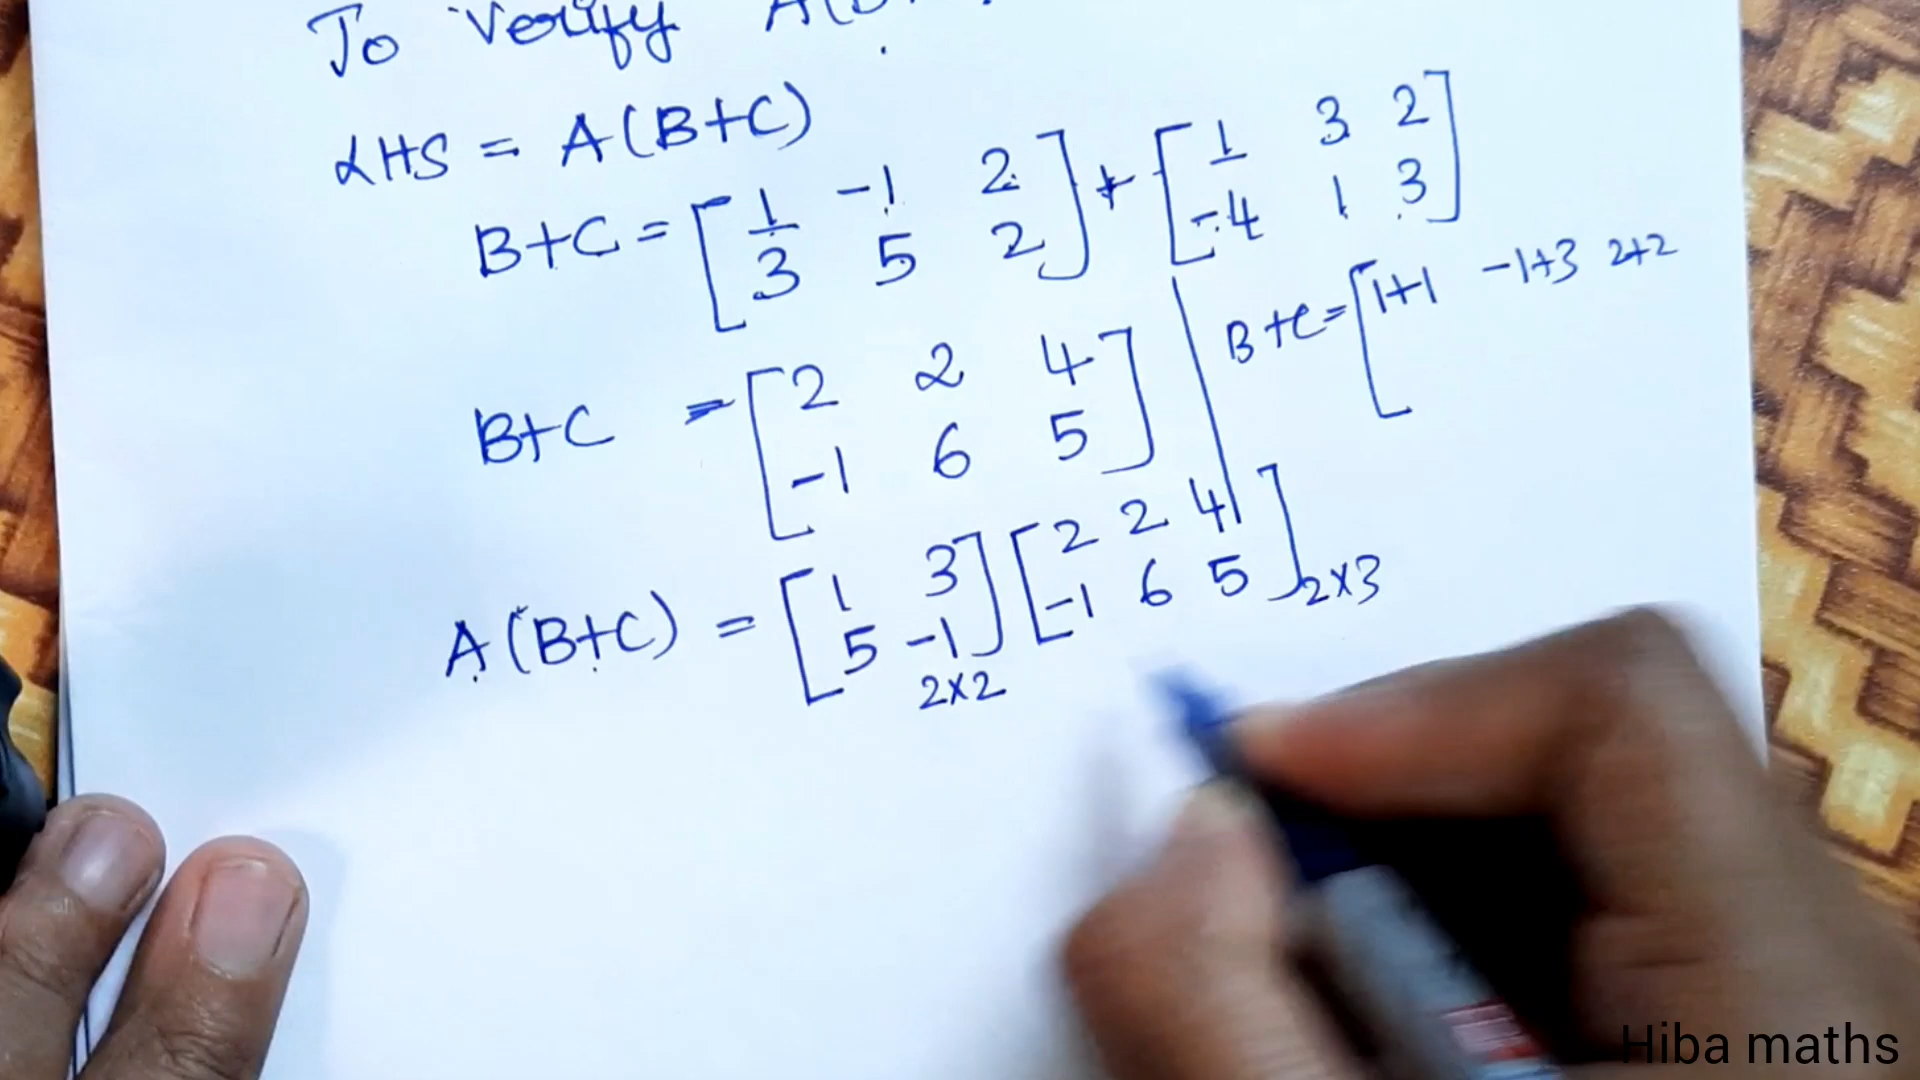 To Verify A(B+
LHS = A(B+C)
B+C = [1 -1 2] + [1 3 2]
[3 5 2] [-4 1 3]
B+C = [2 2 4] B+C = [1+1 -1+3 2+2
[-1 6 5]
A(B+C) = [1 3] [2 2 4]
[5 -1] [-1 6 5] 2x3
2x2
Hiba maths